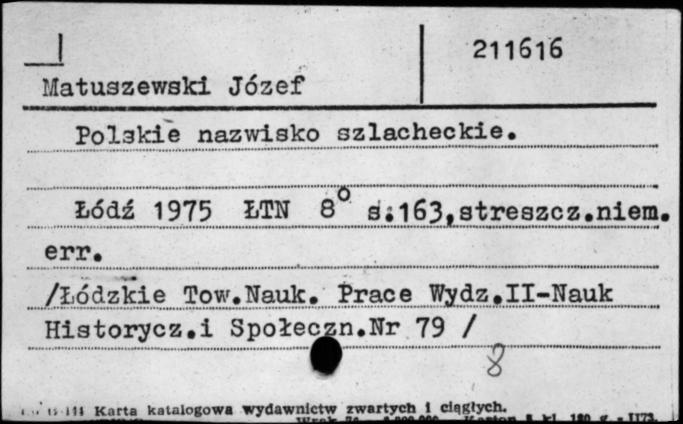 211616
Matuszewski Józef
Polskie nazwisko szlacheckie.
Łódź 1975 ŁTN 8° s.163,streszcz.niem.
err.
/Łódzkie Tow.Nauk. Prace Wydz.II-Nauk
Historycz.i Społeczn.Nr 79 /
8
Karta katalogowa wydawnictw zwartych i ciągłych.